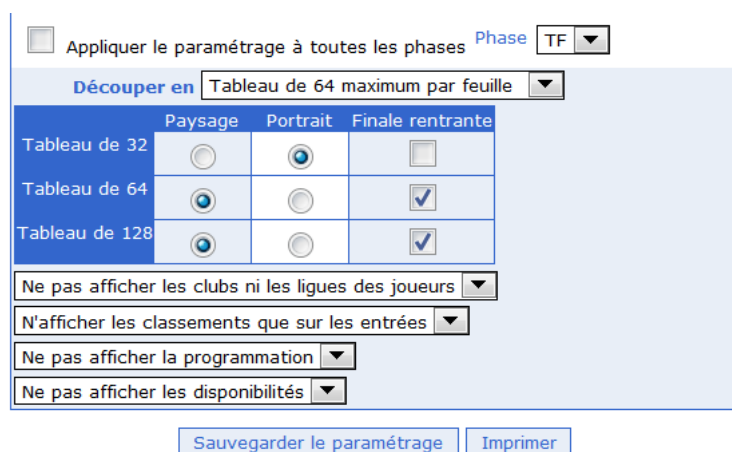 Appliquer le paramétrage à toutes les phases Phase TF
Découper en Tableau de 64 maximum par feuille
Paysage Portrait Finale rentrante
Tableau de 32
Tableau de 64
Tableau de 128
Ne pas afficher les clubs ni les ligues des joueurs
N'afficher les classements que sur les entrées
Ne pas afficher la programmation
Ne pas afficher les disponibilités
Sauvegarder le paramétrage Imprimer